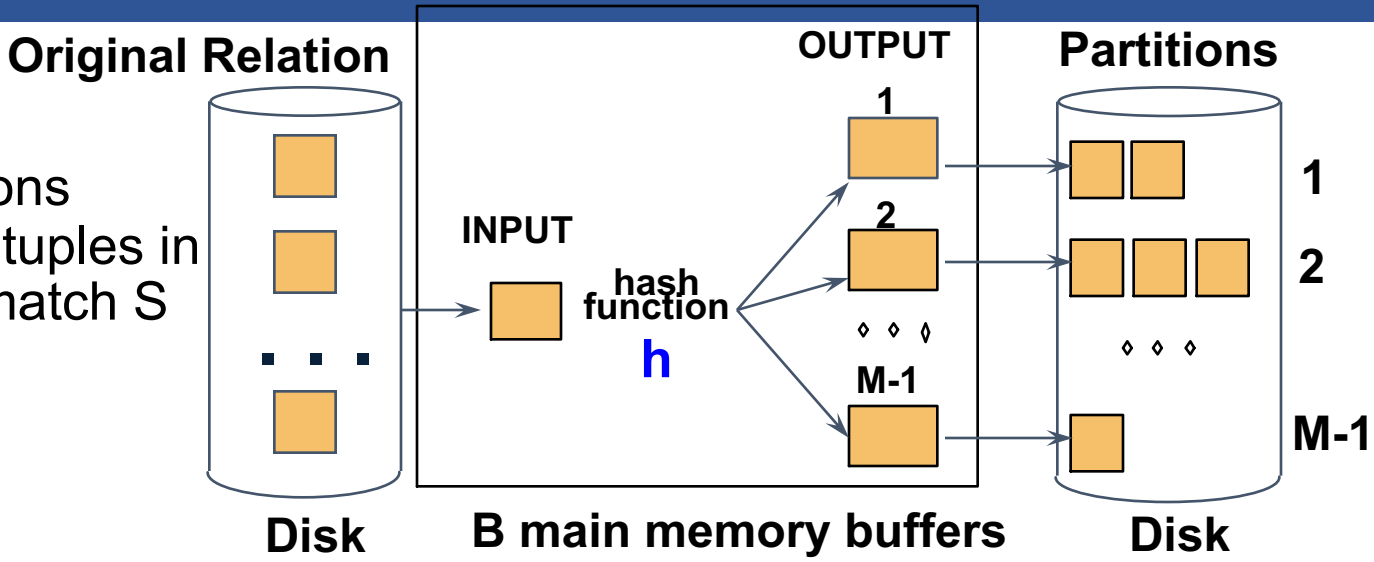 Original Relation
OUTPUT
Partitions
1
ons
tuples in
match S
INPUT
hash
function
h
2
M-1
1
2
M-1
Disk
B main memory buffers
Disk